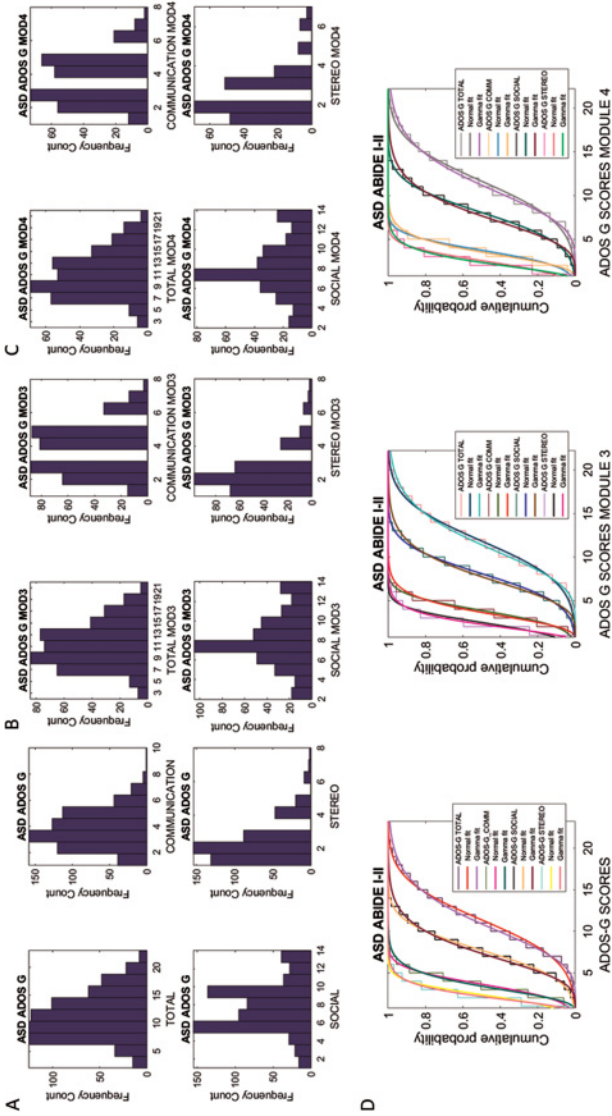 A
ASD ADOS G
Frequency Count
100
50
0
5 10 15 20
TOTAL
ASD ADOS G
Frequency Count
150
100
50
0
2 4 6 8 10
COMMUNICATION
ASD ADOS G
Frequency Count
150
100
50
0
2 4 6 8 10 12 14
SOCIAL
ASD ADOS G
Frequency Count
150
100
50
0
2 4 6 8
STEREO
B
ASD ADOS G MOD3
Frequency Count
80
60
40
20
0
3 5 7 9 11 13 15 17 19 21
TOTAL MOD3
ASD ADOS G MOD3
Frequency Count
80
60
40
20
0
2 4 6 8
COMMUNICATION MOD3
ASD ADOS G MOD3
Frequency Count
100
80
60
40
20
0
2 4 6 8 10 12 14
SOCIAL MOD3
ASD ADOS G MOD3
Frequency Count
100
80
60
40
20
0
2 4 6 8
STEREO MOD3
C
ASD ADOS G MOD4
Frequency Count
60
40
20
0
3 5 7 9 11 13 15 17 19 21
TOTAL MOD4
ASD ADOS G MOD4
Frequency Count
80
60
40
20
0
2 4 6 8
COMMUNICATION MOD4
ASD ADOS G MOD4
Frequency Count
60
40
20
0
2 4 6 8 10 12 14
SOCIAL MOD4
ASD ADOS G MOD4
Frequency Count
80
60
40
20
0
2 4 6
STEREO MOD4
D
ASD ABIDE I-II
Cumulative probability
1
0.8
0.6
0.4
0.2
0
5 10 15 20
ADOS-G SCORES
ADOS-G TOTAL
Normal fit
Gamma fit
ADOS-G_COMM
Normal fit
Gamma fit
ADOS-G SOCIAL
Normal fit
Gamma fit
ADOS-G STEREO
Normal fit
Gamma fit
ASD ABIDE I-II
Cumulative probability
1
0.8
0.6
0.4
0.2
0
5 10 15 20
ADOS G SCORES MODULE 3
ADOS G TOTAL
Normal fit
Gamma fit
ADOS G COMM
Normal fit
Gamma fit
ADOS G SOCIAL
Normal fit
Gamma fit
ADOS G STEREO
Normal fit
Gamma fit
ASD ABIDE I-II
Cumulative probability
1
0.8
0.6
0.4
0.2
0
5 10 15 20
ADOS G SCORES MODULE 4
ADOS G TOTAL
Normal fit
Gamma fit
ADOS G COMM
Normal fit
Gamma fit
ADOS G SOCIAL
Normal fit
Gamma fit
ADOS G STEREO
Normal fit
Gamma fit